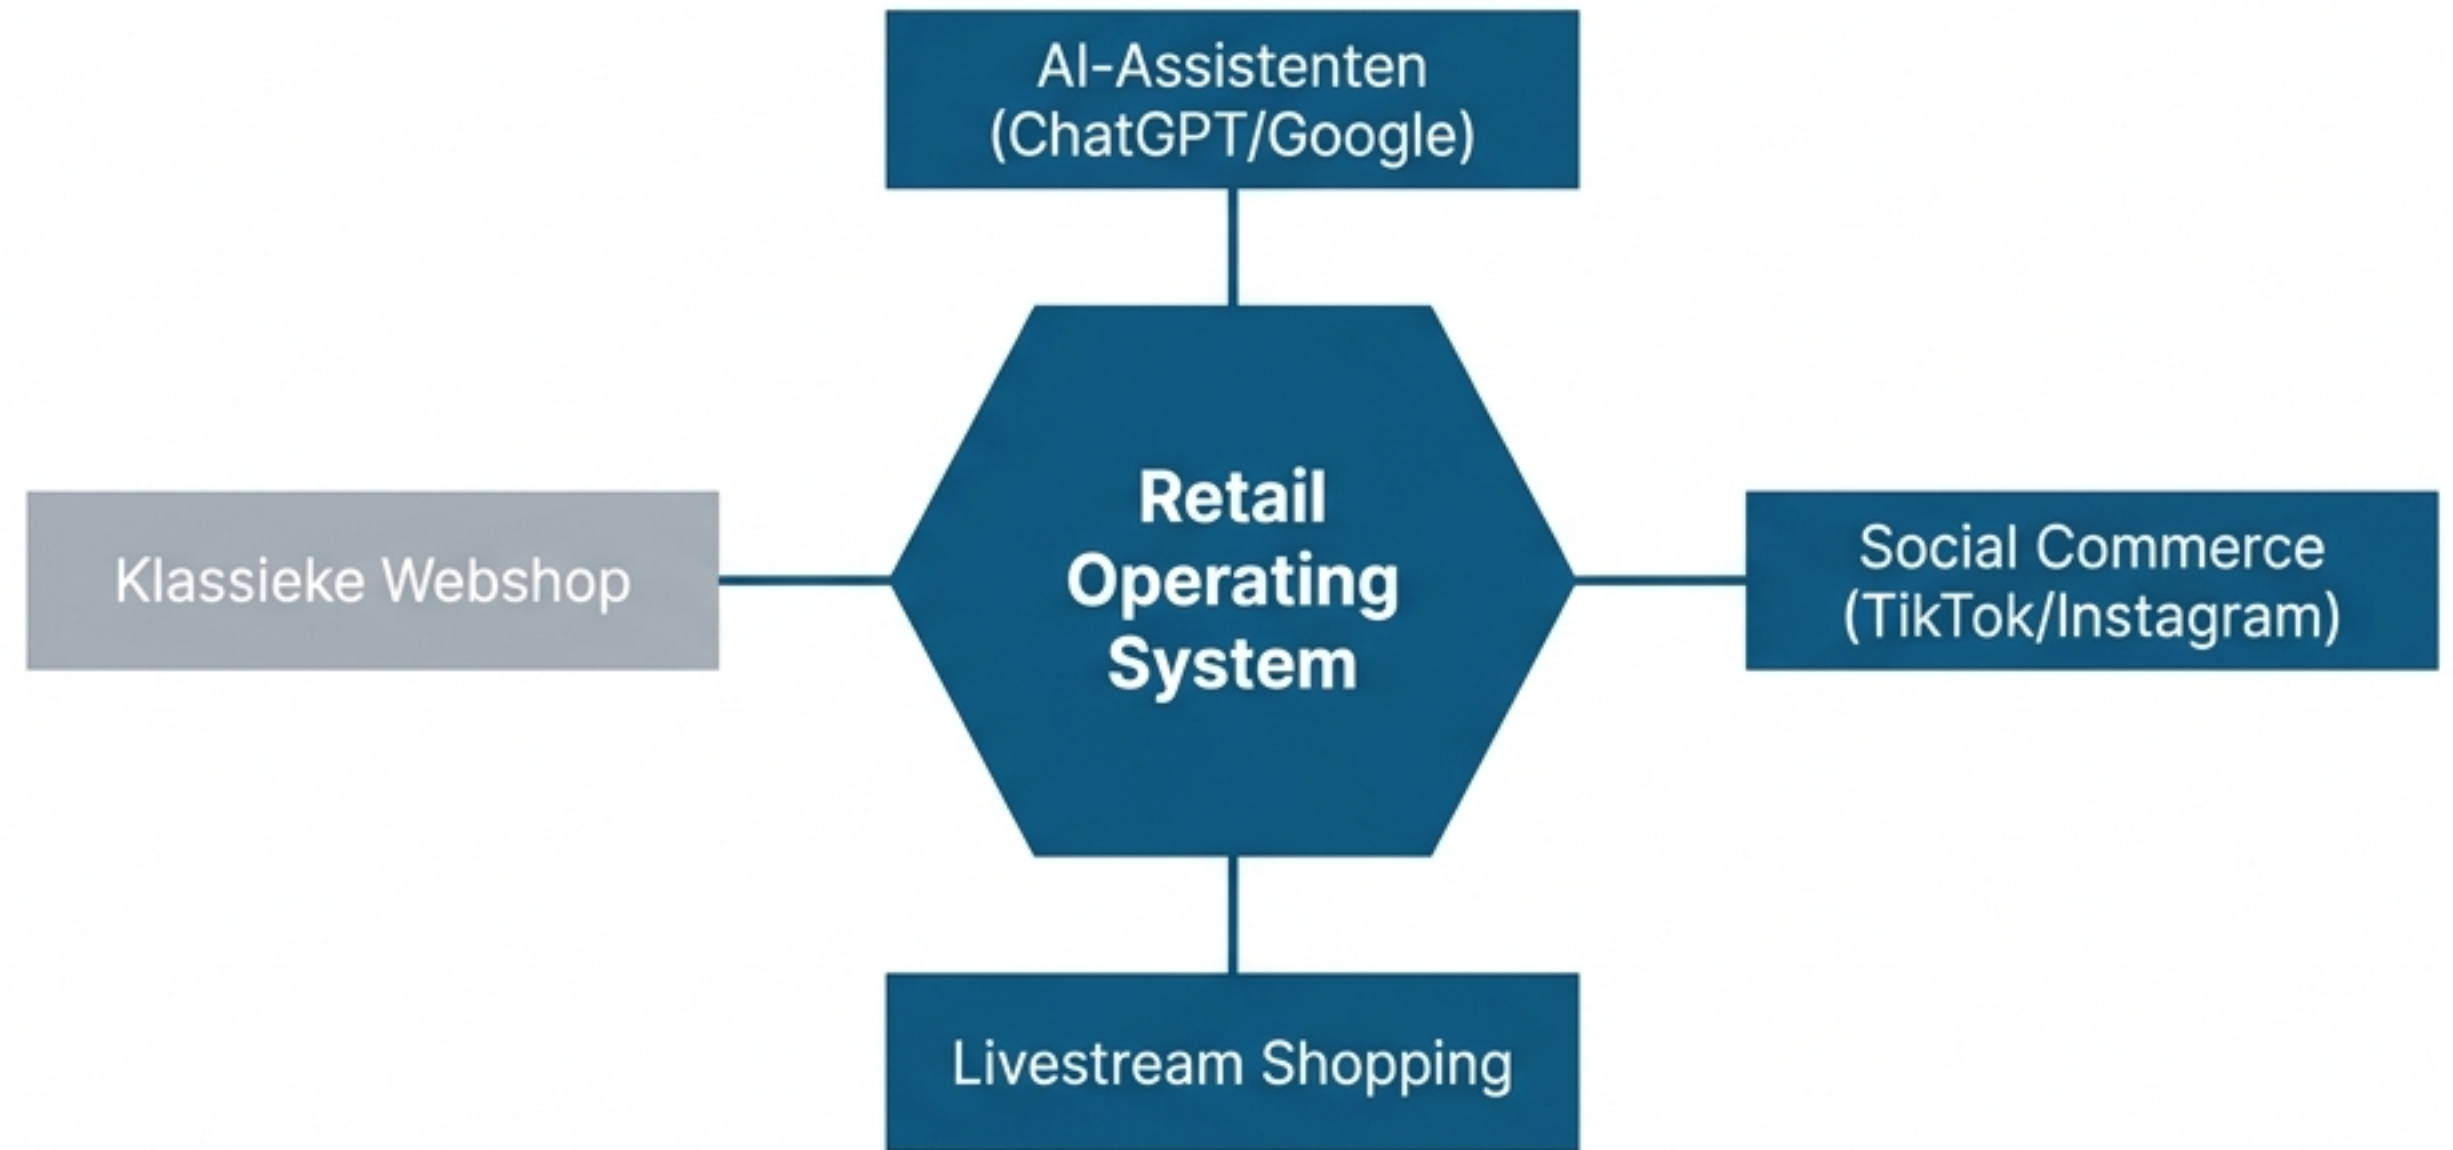 AI-Assistenten
(ChatGPT/Google)
Klassieke Webshop
Retail
Operating
System
Social Commerce
(TikTok/Instagram)
Livestream Shopping